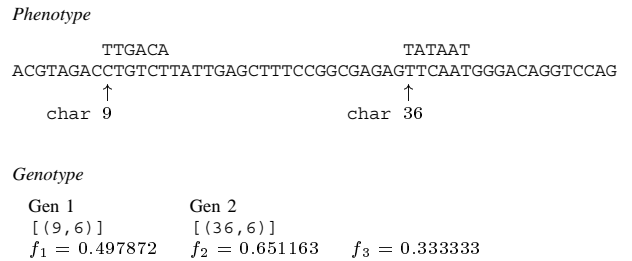 Phenotype
TTGACA TATAAT
ACGTAGACCTGTCTTATTGAGCTTTCCGGCGAGAGTTCAATGGGACAGGTCCAG
↑ ↑
char 9 char 36
Genotype
Gen 1 Gen 2
[(9,6)] [(36,6)]
f₁ = 0.497872 f₂ = 0.651163 f₃ = 0.333333